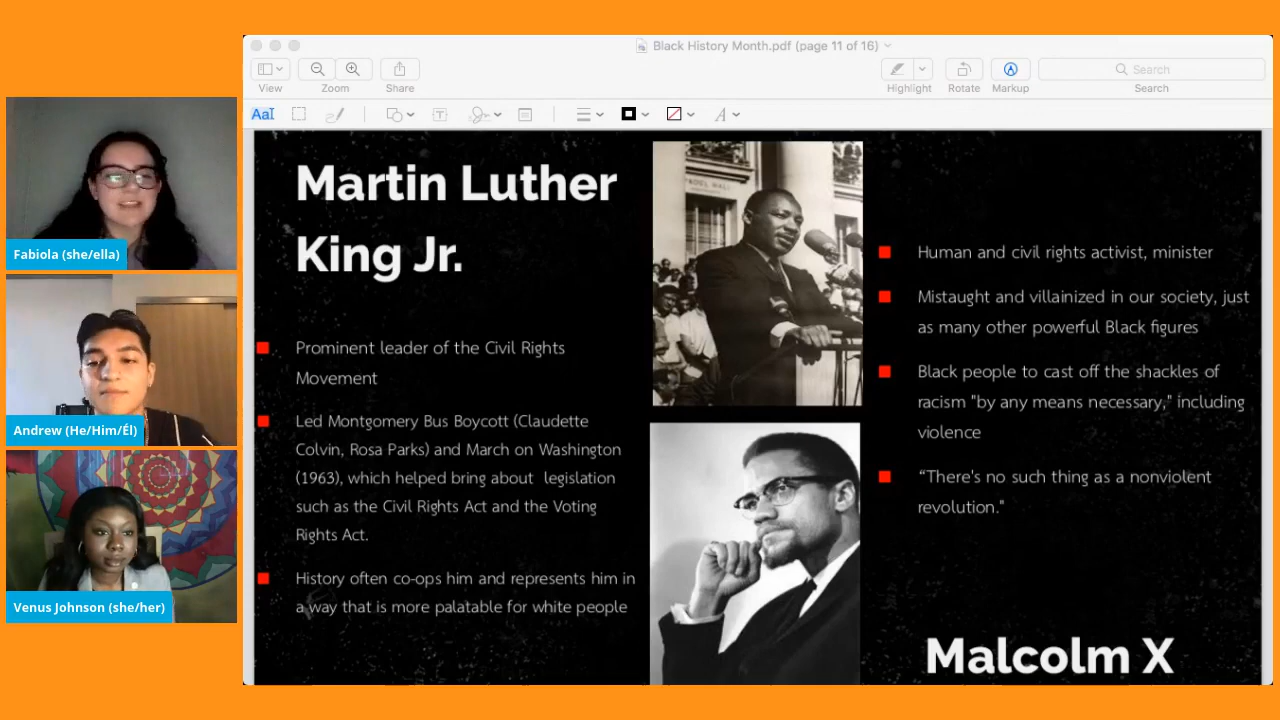 Black History Month.pdf (page 11 of 16)
View
Zoom
Share
Highlight
Rotate
Markup
Search
Search
AaI
T
A
Fabiola (she/ella)
Andrew (He/Him/Él)
Venus Johnson (she/her)
Martin Luther
King Jr.
Prominent leader of the Civil Rights
Movement
Led Montgomery Bus Boycott (Claudette
Colvin, Rosa Parks) and March on Washington
(1963), which helped bring about legislation
such as the Civil Rights Act and the Voting
Rights Act.
History often co-ops him and represents him in
a way that is more palatable for white people
Human and civil rights activist, minister
Mistaught and villainized in our society, just
as many other powerful Black figures
Black people to cast off the shackles of
racism "by any means necessary," including
violence
“There's no such thing as a nonviolent
revolution."
Malcolm X